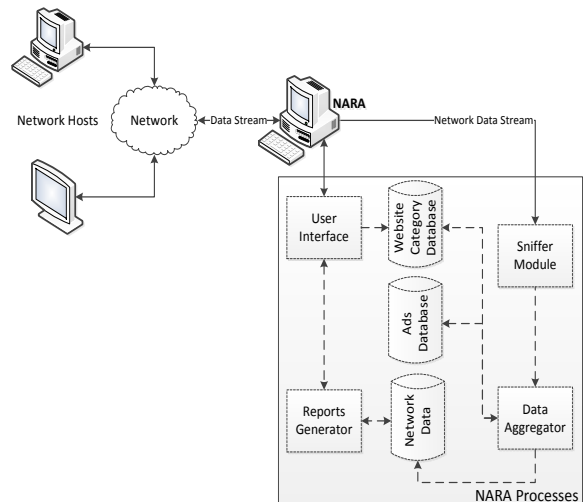 NARA
Network Hosts
Network
Data Stream
Network Data Stream
User
Interface
Website
Category
Database
Sniffer
Module
Ads
Database
Reports
Generator
Network
Data
Data
Aggregator
NARA Processes